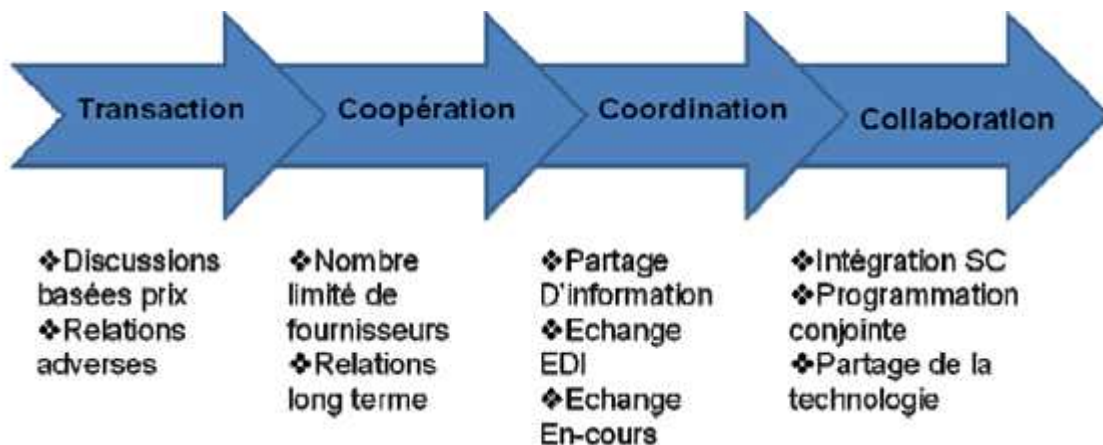 Transaction
Coopération
Coordination
Collaboration
❖Discussions
basées prix
❖Relations
adverses
❖Nombre
limité de
fournisseurs
❖Relations
long terme
❖Partage
D'information
❖Echange
EDI
❖Echange
En-cours
❖Intégration SC
❖Programmation
conjointe
❖Partage de la
technologie